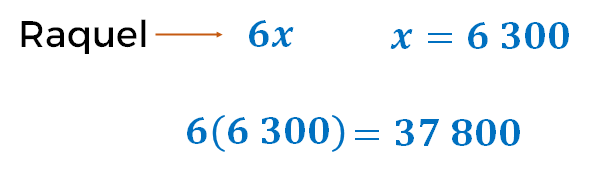 Raquel → 6x x = 6 300
6(6 300) = 37 800